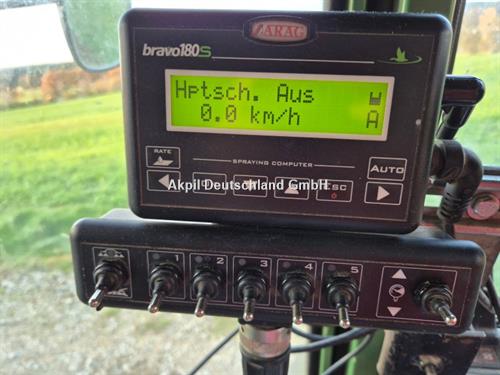 ARAG
bravo180S
Hptsch. Aus W
0.0 km/h A
RATE
SPRAYING COMPUTER
AUTO
ESC
Akpil Deutschland GmbH
1 2 3 4 5